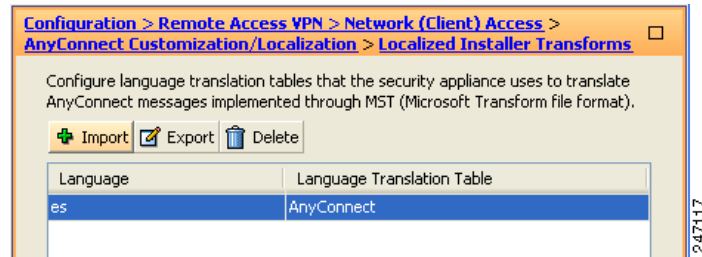 Configuration > Remote Access VPN > Network (Client) Access >
AnyConnect Customization/Localization > Localized Installer Transforms
Configure language translation tables that the security appliance uses to translate
AnyConnect messages implemented through MST (Microsoft Transform file format).
Import Export Delete
Language Language Translation Table
es AnyConnect
247117